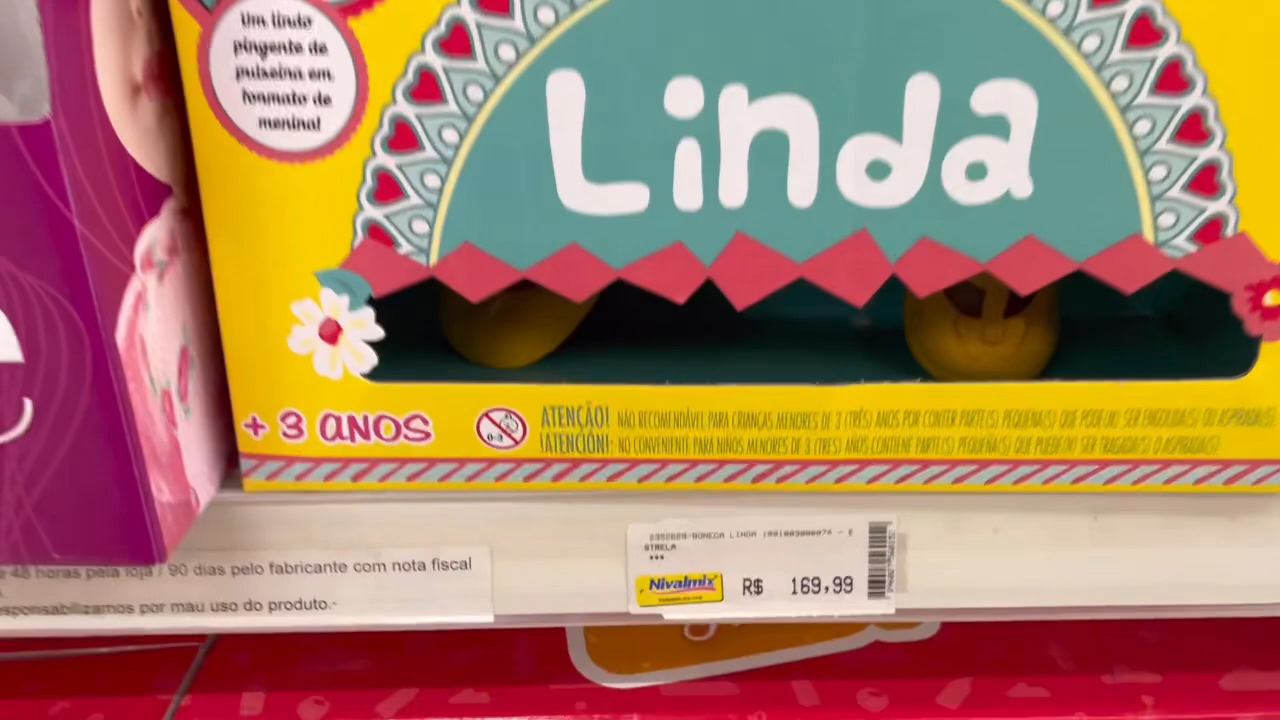 Um lindo
pingente de
pulseira em
formato de
menina!
Linda
+ 3 ANOS
0-3
ATENÇÃO! NÃO RECOMENDÁVEL PARA CRIANÇAS MENORES DE 3 (TRÊS) ANOS POR CONTER PARTE(S) PEQUENA(S) QUE PODE(M) SER ENGOLIDA(S) OU ASPIRADA(S)
¡ATENCIÓN!: NO CONVENIENTE PARA NIÑOS MENORES DE 3 (TRES) AÑOS CONTIENE PARTE(S) PEQUEÑA(S) QUE PUEDE(N) SER TRAGADA(S) O ASPIRADA(S)
48 horas pela loja / 90 dias pelo fabricante com nota fiscal
esponsabilizamos por mau uso do produto.-
BONECA LINDA - E
STRELA
***
Nivalmix R$ 169,99